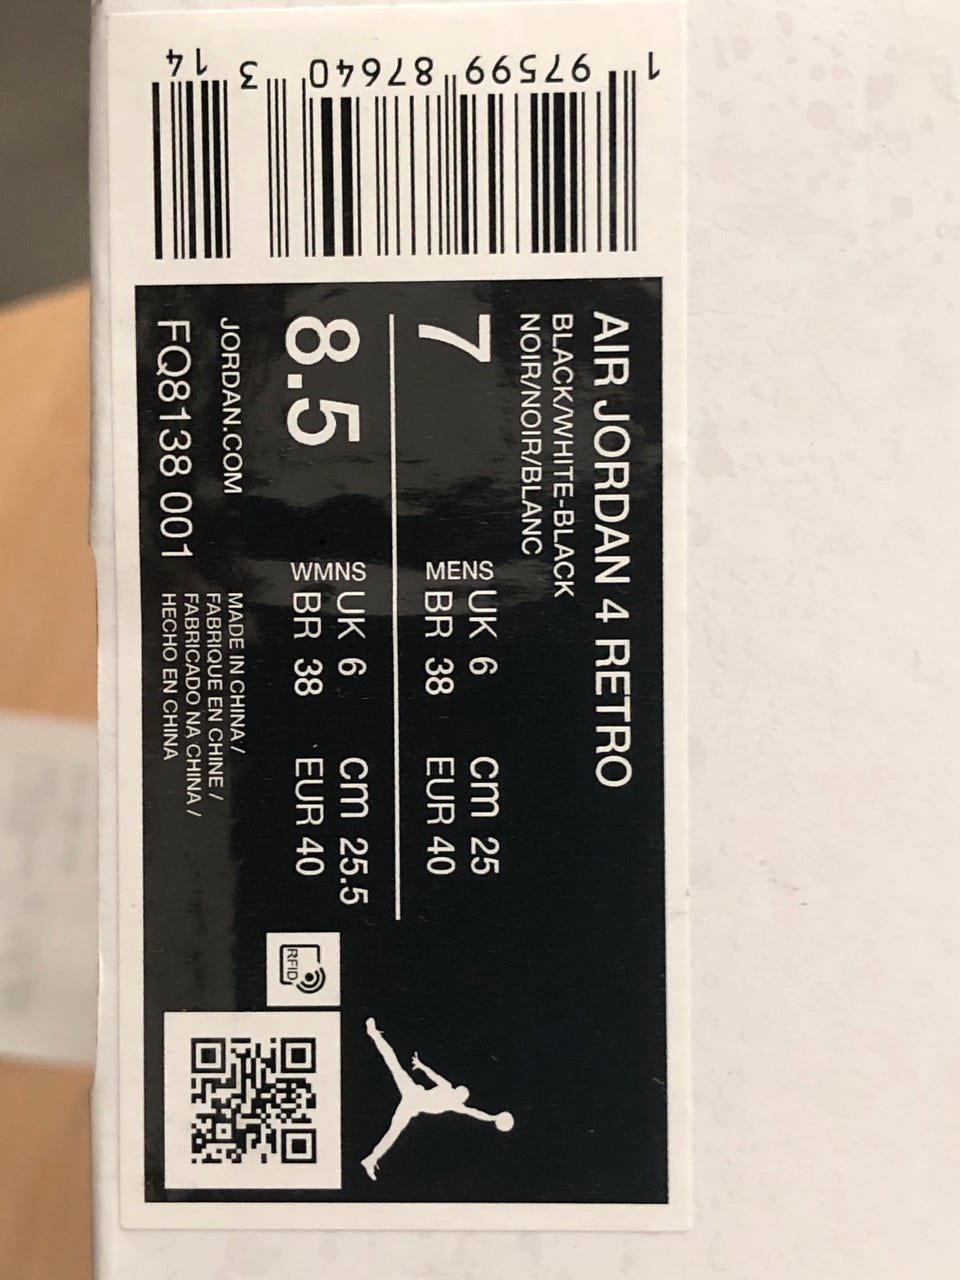 AIR JORDAN 4 RETRO
BLACK/WHITE-BLACK
NOIR/NOIR/BLANC
7
MENS
UK 6
cm 25
BR 38
EUR 40
8.5
WMNS
UK 6
cm 25.5
BR 38
EUR 40
RFID
JORDAN.COM
FQ8138 001
MADE IN CHINA /
FABRIQUE EN CHINE /
FABRICADO NA CHINA /
HECHO EN CHINA
1 97599 87640 3 14